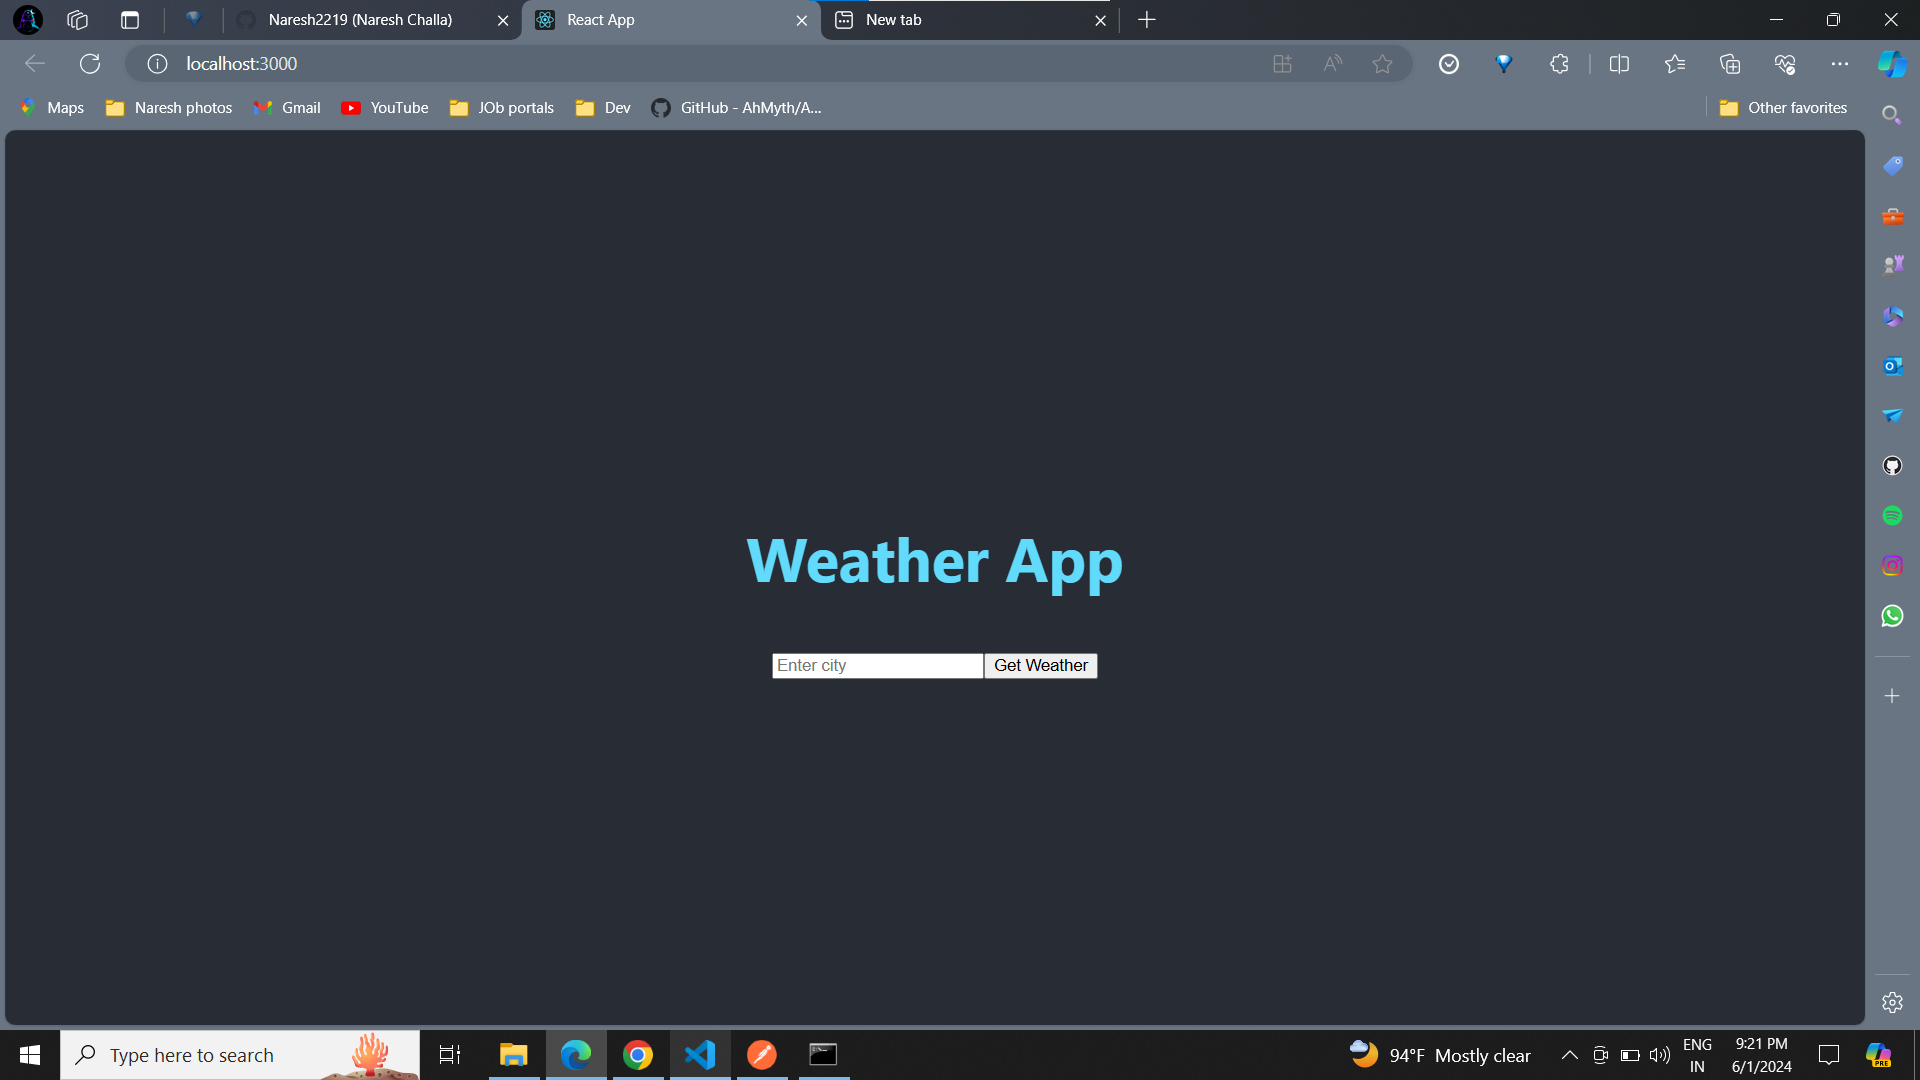 Naresh2219 (Naresh Challa)
React App
New tab
localhost:3000
Maps
Naresh photos
Gmail
YouTube
JOb portals
Dev
GitHub - AhMyth/A...
Other favorites
Weather App
Enter city
Get Weather
Type here to search
94°F Mostly clear
ENG
IN
9:21 PM
6/1/2024
PRE